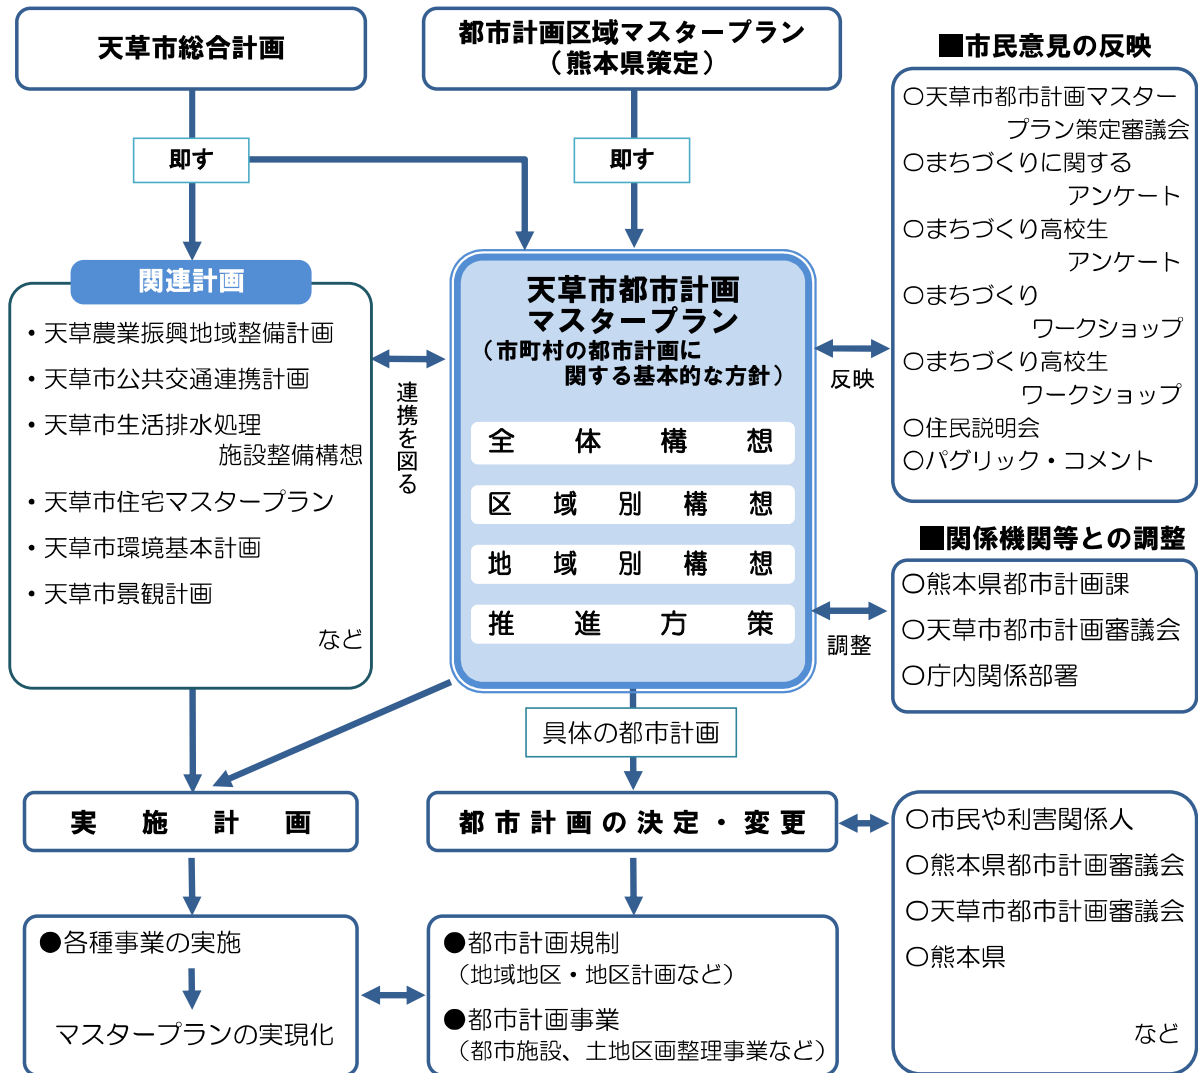 天草市総合計画
都市計画区域マスタープラン
（熊本県策定）
即す
即す
関連計画
・天草農業振興地域整備計画
・天草市公共交通連携計画
・天草市生活排水処理
施設整備構想
・天草市住宅マスタープラン
・天草市環境基本計画
・天草市景観計画
など
連携を図る
天草市都市計画
マスタープラン
（市町村の都市計画に
関する基本的な方針）
全体構想
区域別構想
地域別構想
推進方策
反映
調整
■市民意見の反映
○天草市都市計画マスター
プラン策定審議会
○まちづくりに関する
アンケート
○まちづくり高校生
アンケート
○まちづくり
ワークショップ
○まちづくり高校生
ワークショップ
○住民説明会
○パグリック・コメント
■関係機関等との調整
○熊本県都市計画課
○天草市都市計画審議会
○庁内関係部署
具体の都市計画
実施計画
都市計画の決定・変更
○市民や利害関係人
○熊本県都市計画審議会
○天草市都市計画審議会
○熊本県
など
●各種事業の実施
マスタープランの実現化
●都市計画規制
（地域地区・地区計画など）
●都市計画事業
（都市施設、土地区画整理事業など）